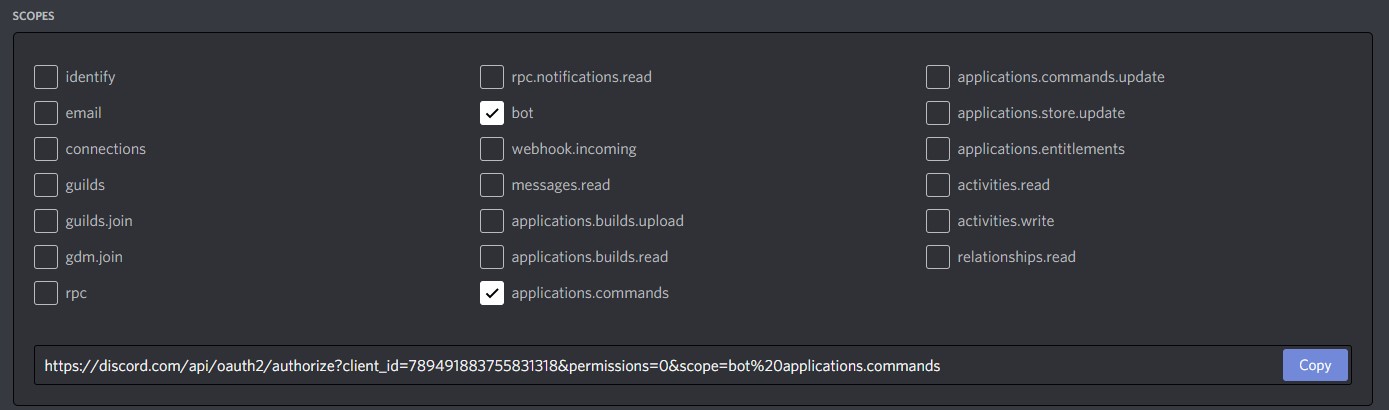 SCOPES
identify
email
connections
guilds
guilds.join
gdm.join
rpc
rpc.notifications.read
bot
webhook.incoming
messages.read
applications.builds.upload
applications.builds.read
applications.commands
applications.commands.update
applications.store.update
applications.entitlements
activities.read
activities.write
relationships.read
https://discord.com/api/oauth2/authorize?client_id=789491883755831318&permissions=0&scope=bot%20applications.commands
Copy